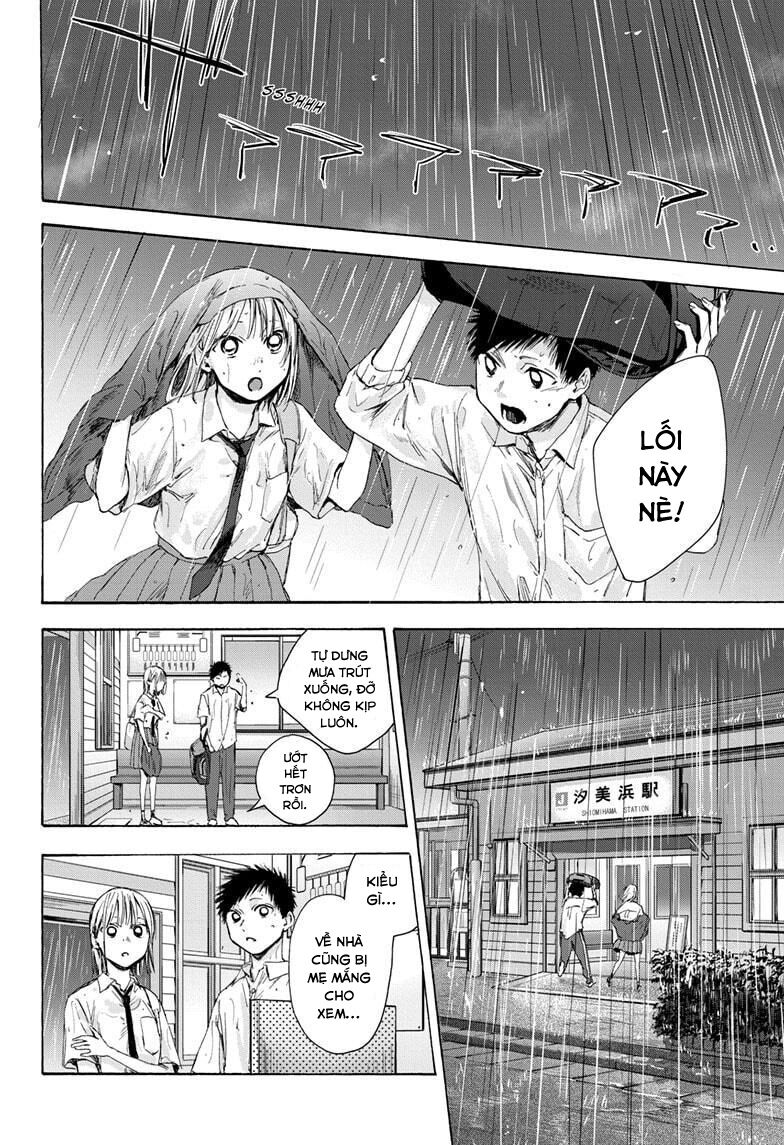 SSSHHH
ザァァァァァァ
LỐI
NÀY
NÈ!
汐美浜駅
SHIOMIHAMA STATION
TỰ DƯNG
MƯA TRÚT
XUỐNG, ĐỠ
KHÔNG KỊP
LUÔN.
ƯỚT
HẾT
TRƠN
RỒI.
KIỂU
GÌ...
VỀ NHÀ
CŨNG BỊ
MẸ MẮNG
CHO
XEM...